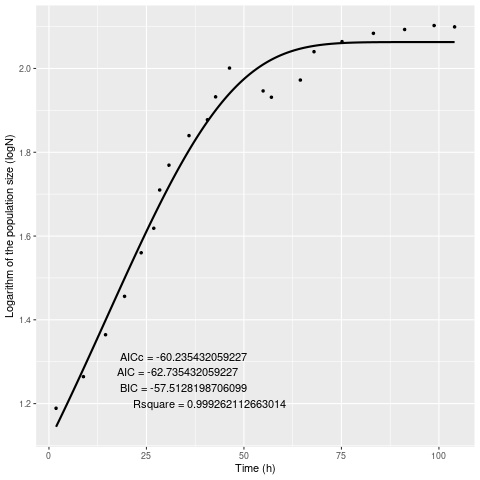 2.0
1.8
1.6
1.4
1.2
Logarithm of the population size (logN)
AICc = -60.235432059227
AIC = -62.735432059227
BIC = -57.5128198706099
Rsquare = 0.999262112663014
0 25 50 75 100
Time (h)